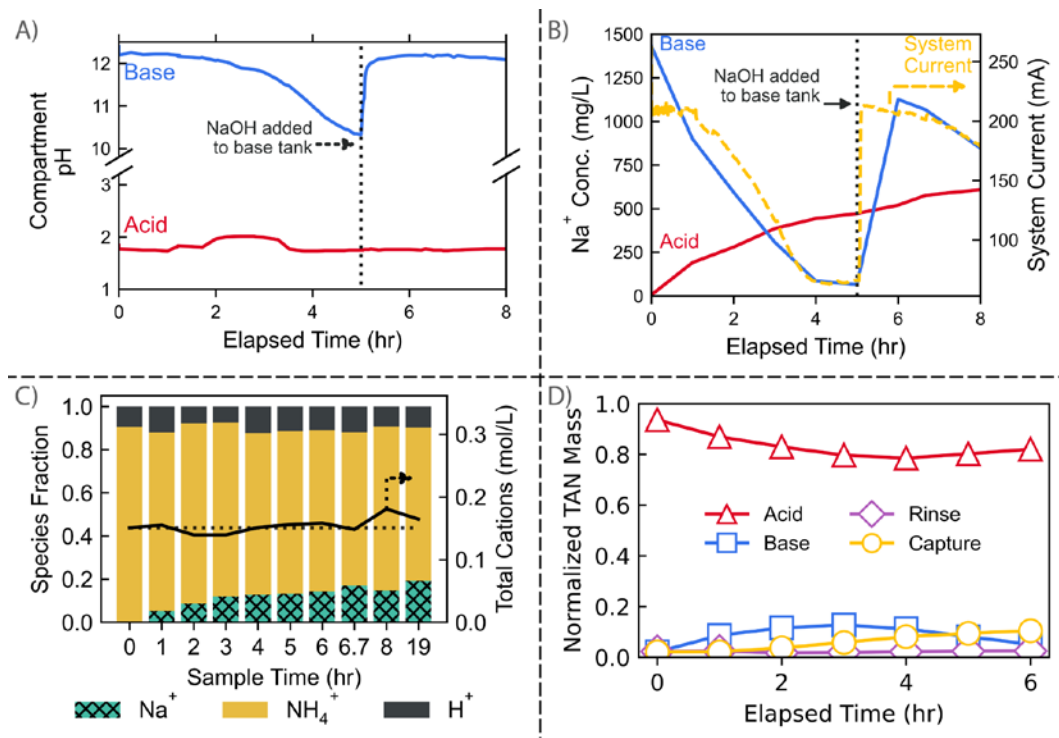 A)
12
11
10
3
2
1
Compartment
pH
Base
NaOH added
to base tank
Acid
0
2
4
6
8
Elapsed Time (hr)
B)
1500
1250
1000
750
500
250
0
Na+ Conc. (mg/L)
Base
System
Current
NaOH added
to base tank
Acid
250
200
150
100
System Current (mA)
0
2
4
6
8
Elapsed Time (hr)
C)
1.0
0.8
0.6
0.4
0.2
0.0
Species Fraction
0.3
0.2
0.1
0.0
Total Cations (mol/L)
0 1 2 3 4 5 6 6.7 8 19
Sample Time (hr)
Na+
NH4+
H+
D)
1.0
0.8
0.6
0.4
0.2
0.0
Normalized TAN Mass
Acid
Rinse
Base
Capture
0
2
4
6
Elapsed Time (hr)